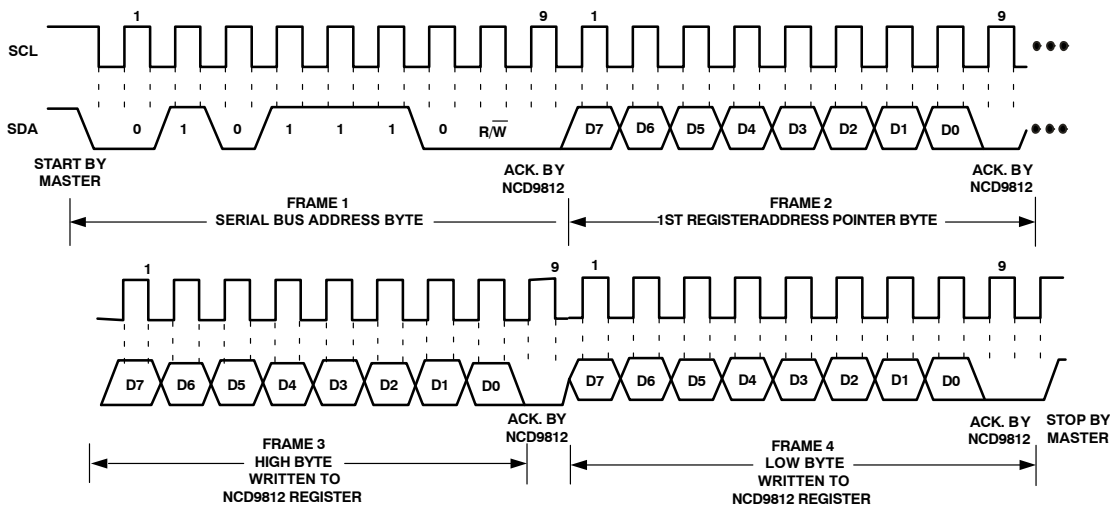 1 9 1 9
SCL
SDA 0 1 0 1 1 1 0 R/W D7 D6 D5 D4 D3 D2 D1 D0
START BY
MASTER
ACK. BY
NCD9812
ACK. BY
NCD9812
FRAME 1
SERIAL BUS ADDRESS BYTE
FRAME 2
1ST REGISTERADDRESS POINTER BYTE
1 9 1 9
D7 D6 D5 D4 D3 D2 D1 D0 D7 D6 D5 D4 D3 D2 D1 D0
ACK. BY
NCD9812
ACK. BY
NCD9812
STOP BY
MASTER
FRAME 3
HIGH BYTE
WRITTEN TO
NCD9812 REGISTER
FRAME 4
LOW BYTE
WRITTEN TO
NCD9812 REGISTER